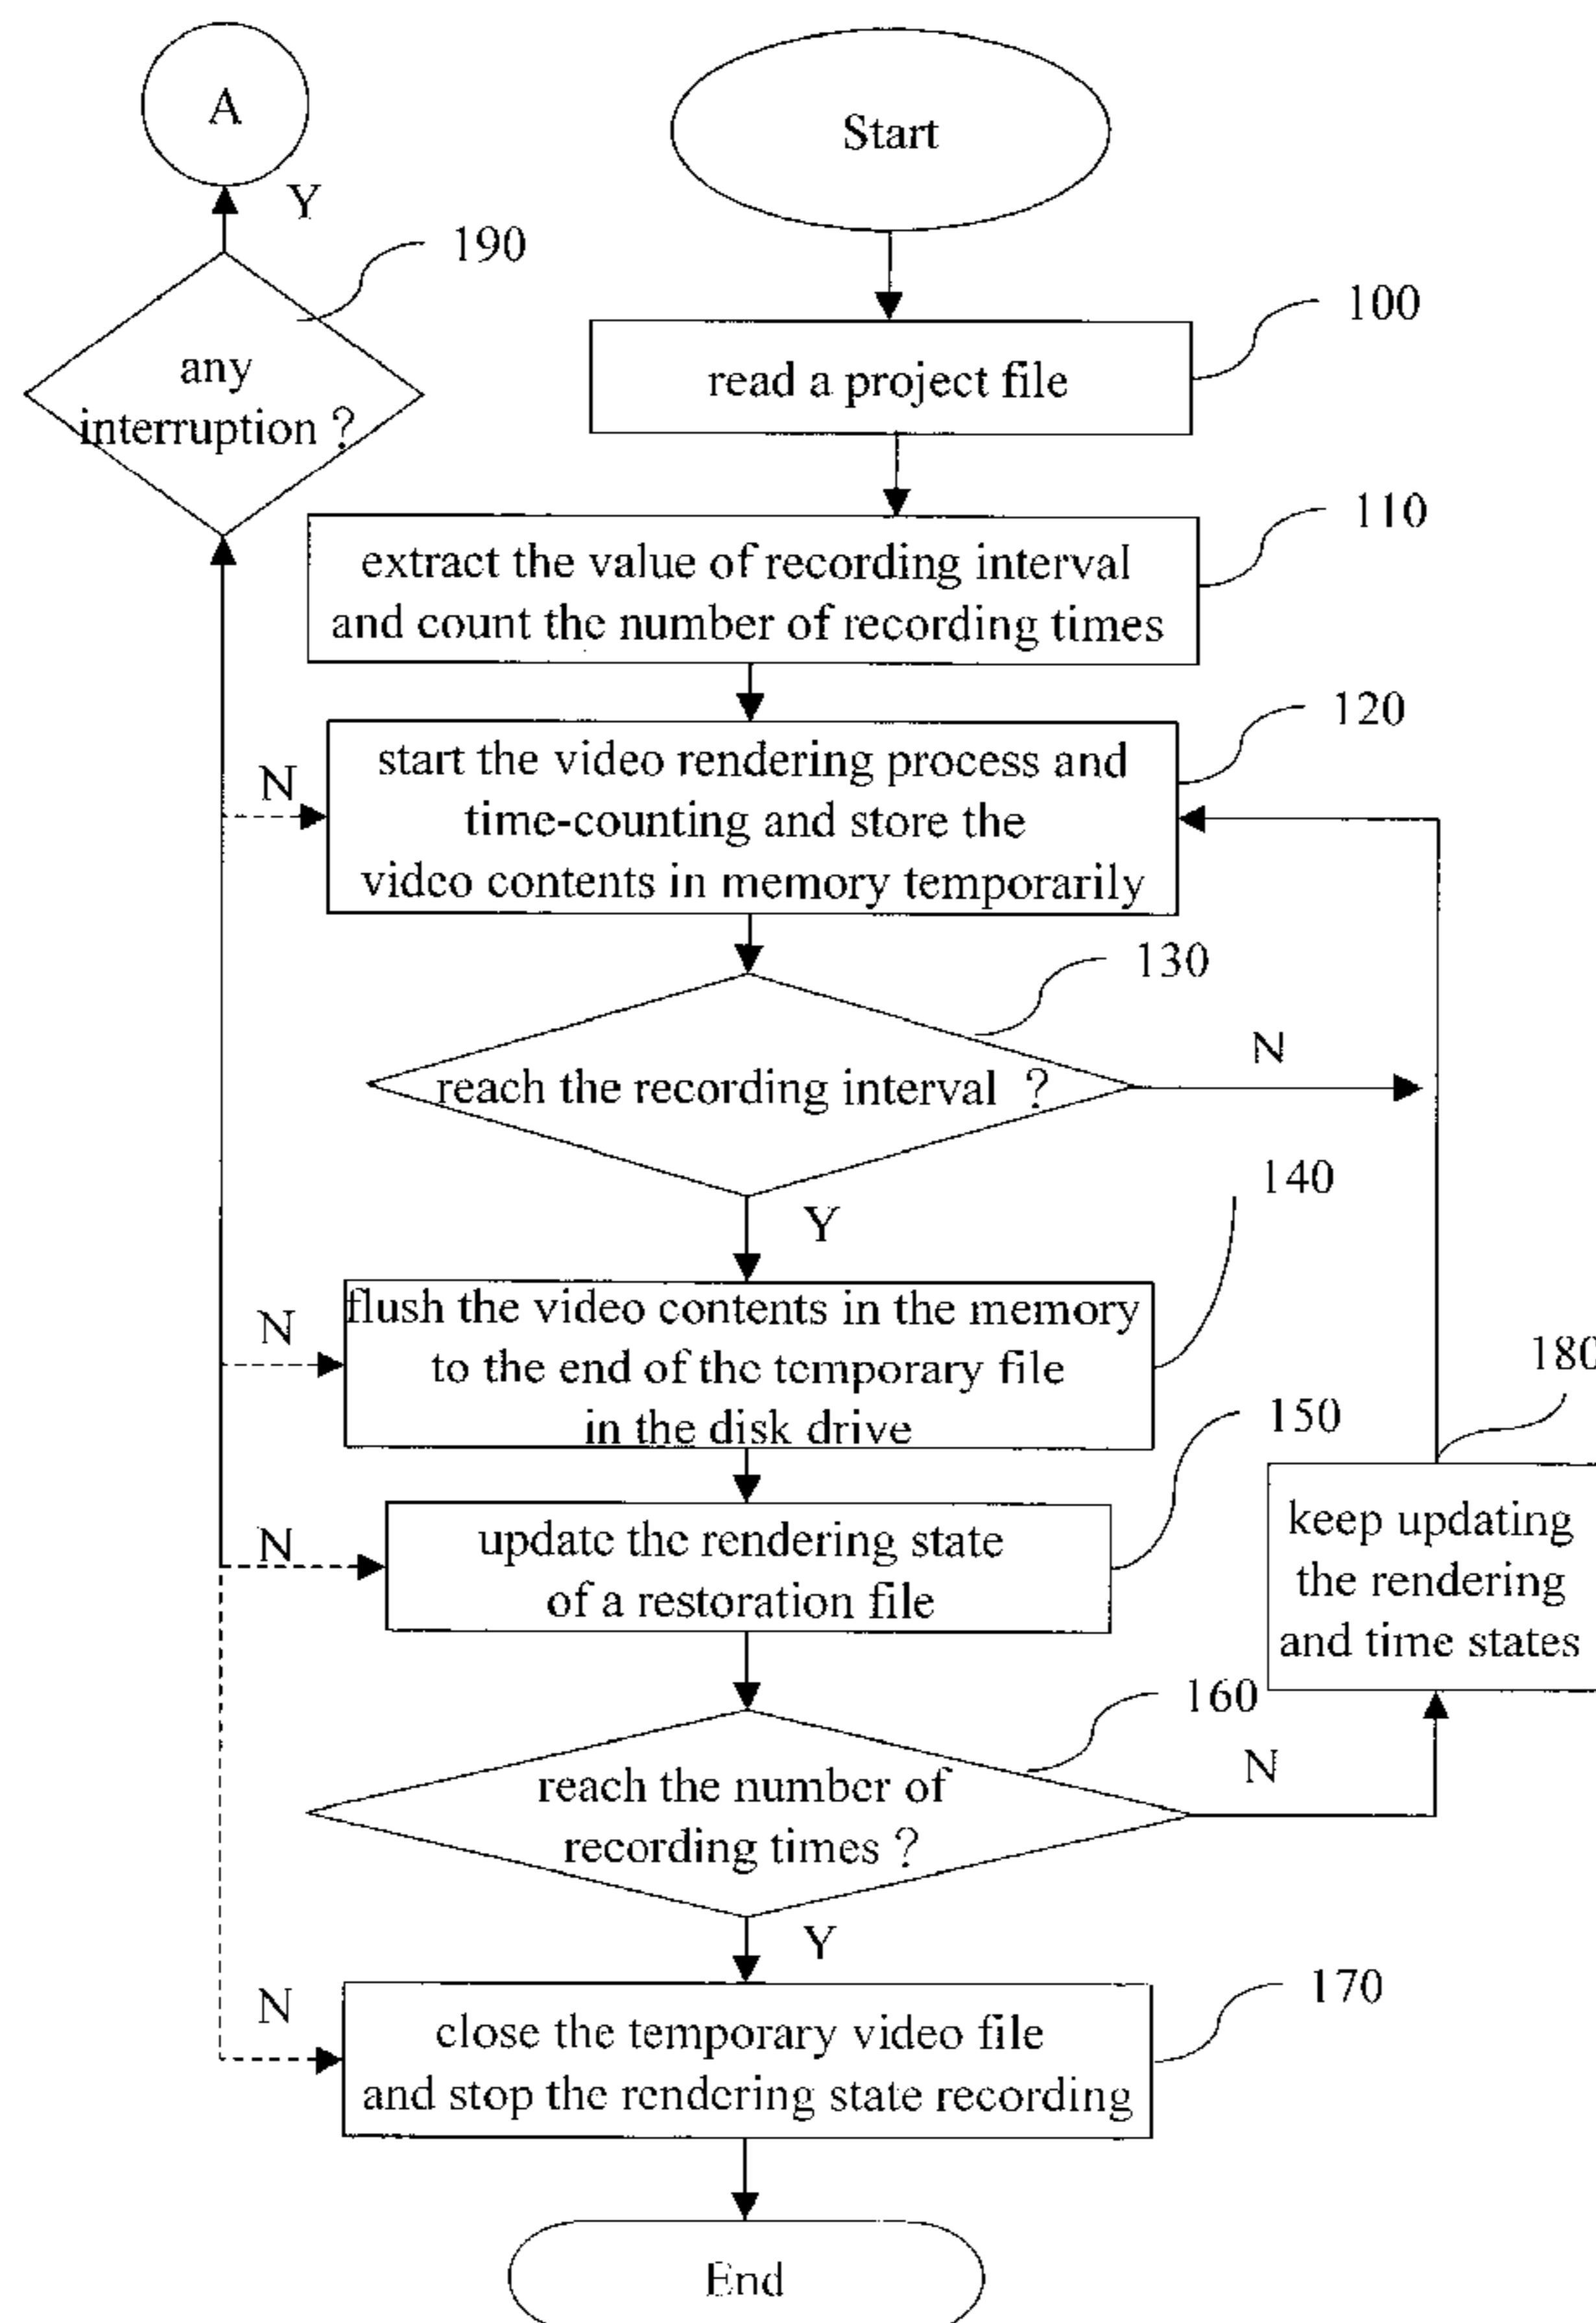 A
Start
Y
190
100
any
interruption ?
read a project file
110
extract the value of recording interval
and count the number of recording times
120
N
start the video rendering process and
time-counting and store the
video contents in memory temporarily
130
N
reach the recording interval ?
140
Y
N
flush the video contents in the memory
to the end of the temporary file
in the disk drive
180
150
N
update the rendering state
of a restoration file
keep updating
the rendering
and time states
160
N
reach the number of
recording times ?
Y
170
N
close the temporary video file
and stop the rendering state recording
End